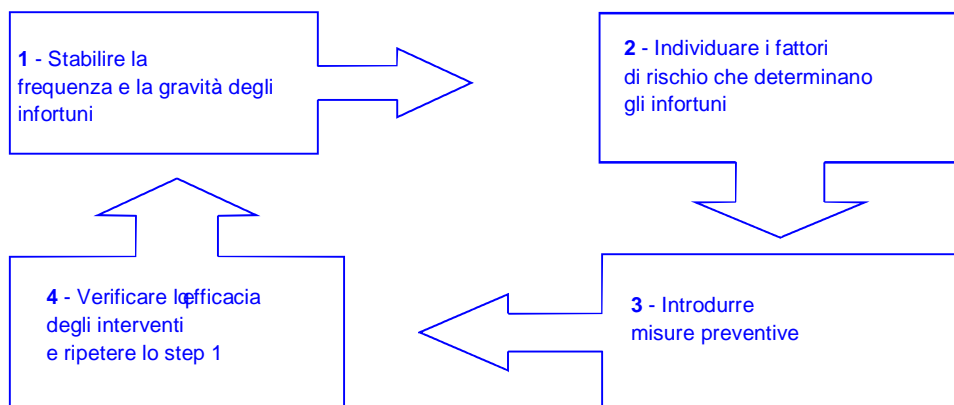 1 - Stabilire la
frequenza e la gravità degli
infortuni
2 - Individuare i fattori
di rischio che determinano
gli infortuni
3 - Introdurre
misure preventive
4 - Verificare l'efficacia
degli interventi
e ripetere lo step 1